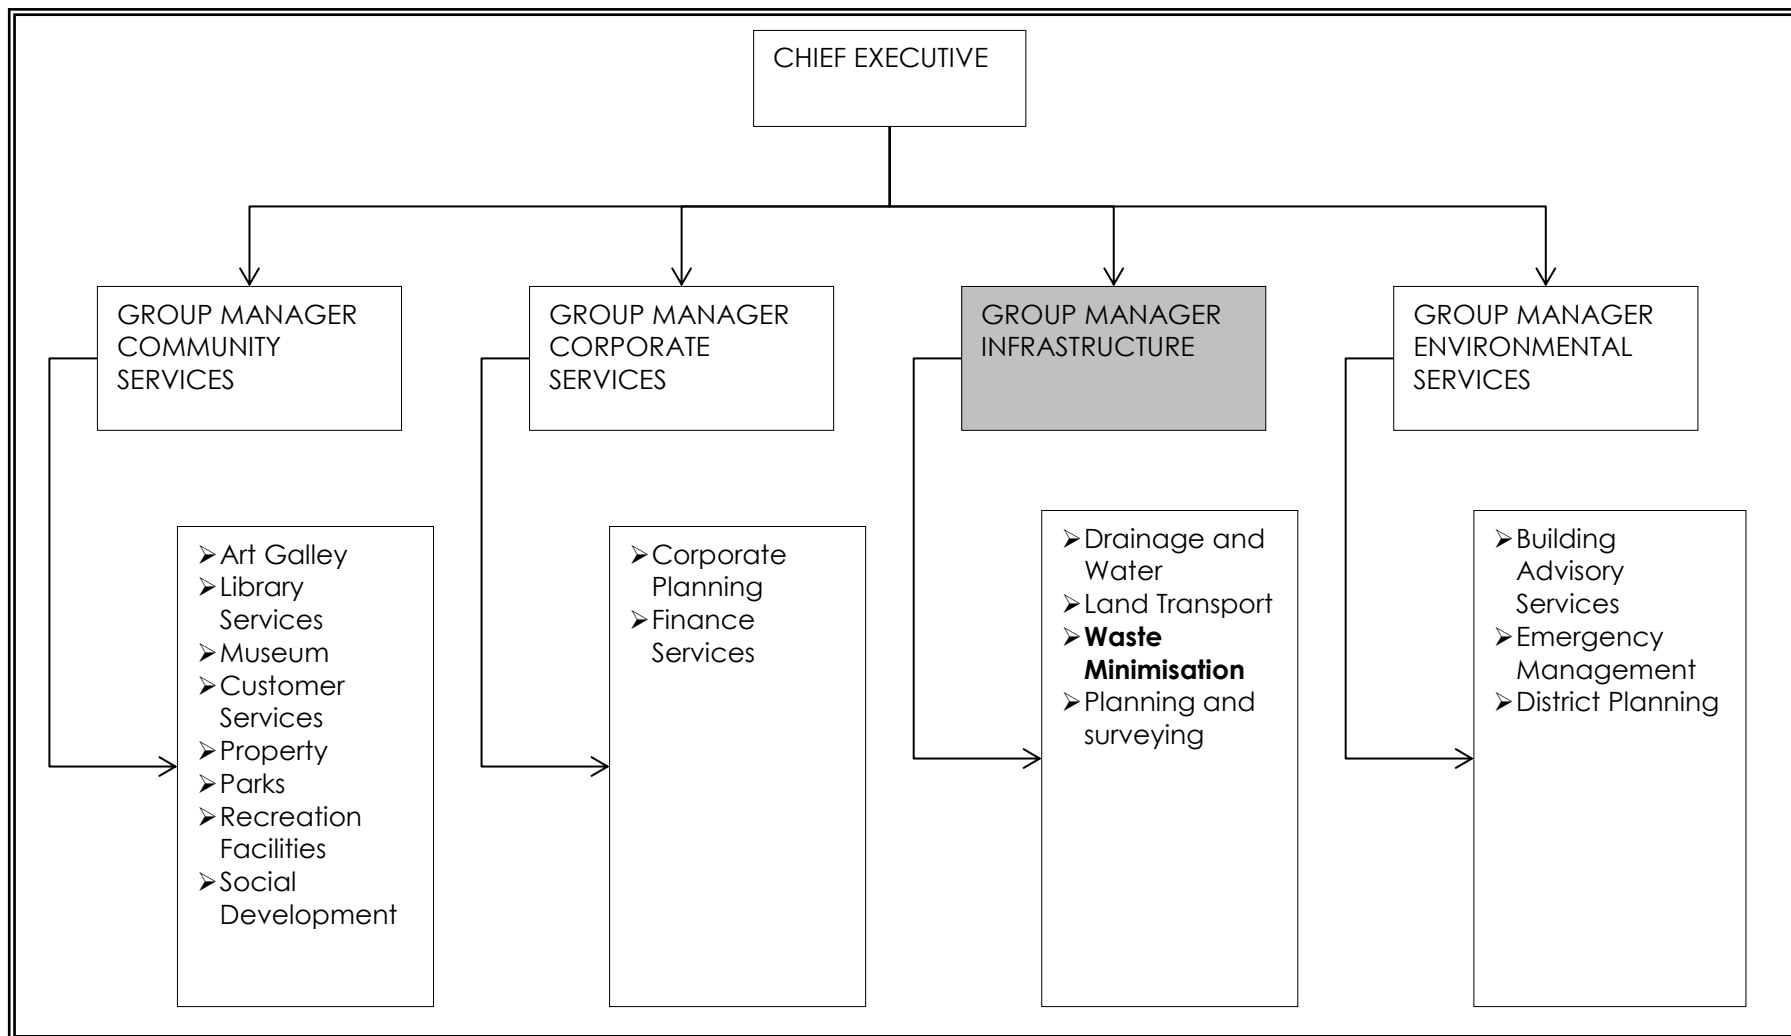 CHIEF EXECUTIVE
GROUP MANAGER
COMMUNITY
SERVICES
GROUP MANAGER
CORPORATE
SERVICES
GROUP MANAGER
INFRASTRUCTURE
GROUP MANAGER
ENVIRONMENTAL
SERVICES
➢Art Galley
➢Library
Services
➢Museum
➢Customer
Services
➢Property
➢Parks
➢Recreation
Facilities
➢Social
Development
➢Corporate
Planning
➢Finance
Services
➢Drainage and
Water
➢Land Transport
➢Waste
Minimisation
➢Planning and
surveying
➢Building
Advisory
Services
➢Emergency
Management
➢District Planning